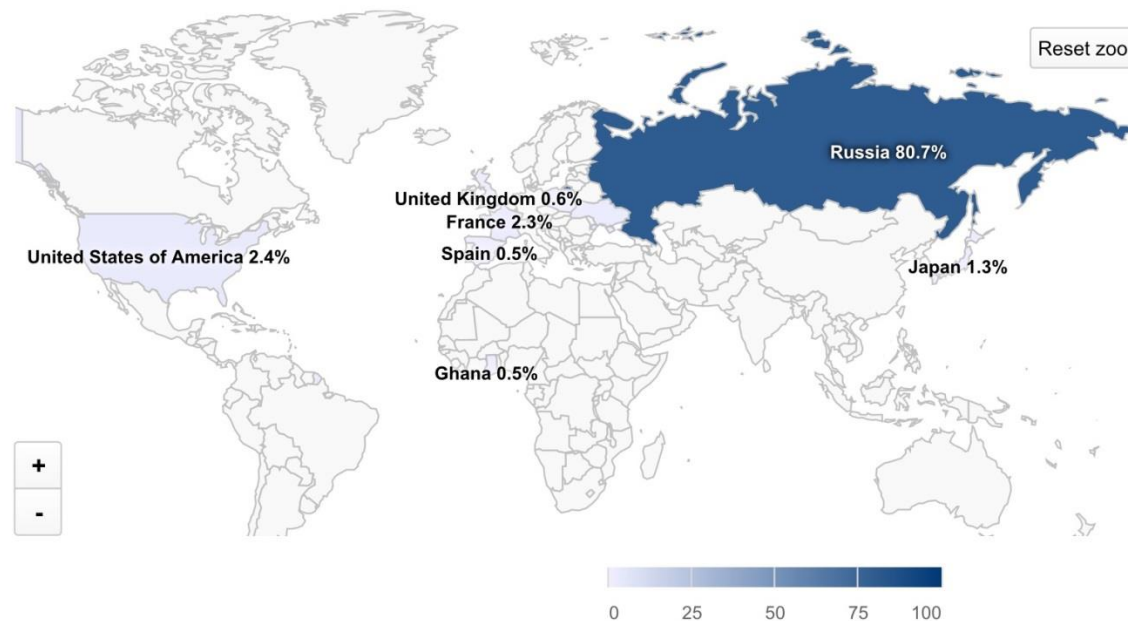 Reset zoo
Russia 80.7%
United Kingdom 0.6%
France 2.3%
United States of America 2.4%
Spain 0.5%
Japan 1.3%
Ghana 0.5%
+
-
0 25 50 75 100